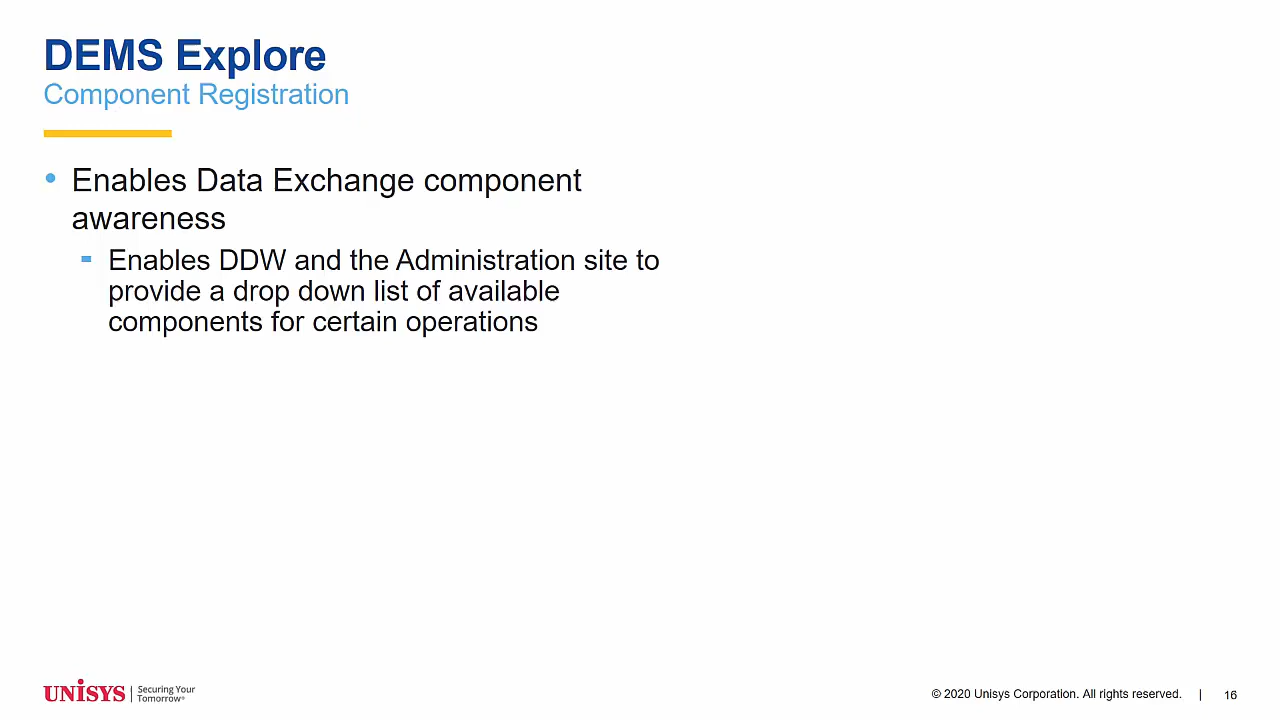 DEMS Explore
Component Registration
• Enables Data Exchange component
awareness
- Enables DDW and the Administration site to
provide a drop down list of available
components for certain operations
UNISYS | Securing Your
Tomorrow®
© 2020 Unisys Corporation. All rights reserved. | 16